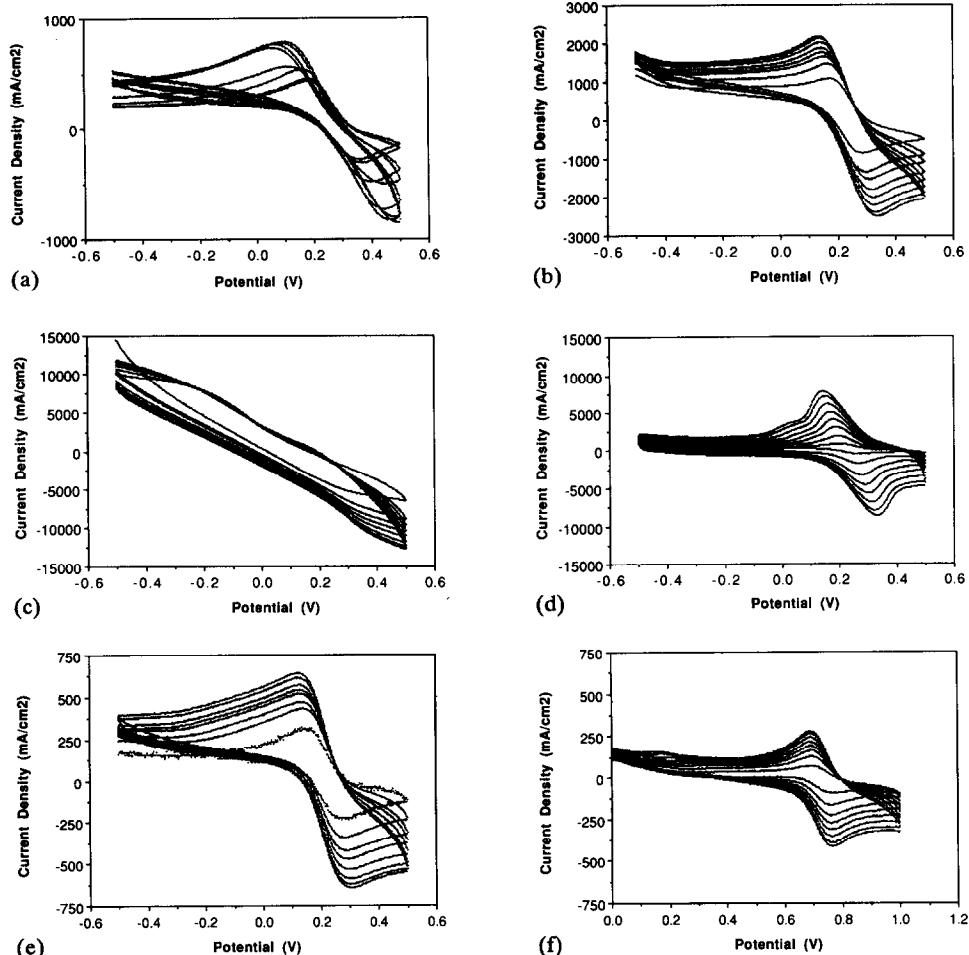 Current Density (mA/cm2)
1000
0
-1000
-0.6 -0.4 -0.2 0.0 0.2 0.4 0.6
Potential (V)
(a)
Current Density (mA/cm2)
3000
2000
1000
0
-1000
-2000
-3000
-0.6 -0.4 -0.2 0.0 0.2 0.4 0.6
Potential (V)
(b)
Current Density (mA/cm2)
15000
10000
5000
0
-5000
-10000
-15000
-0.6 -0.4 -0.2 0.0 0.2 0.4 0.6
Potential (V)
(c)
Current Density (mA/cm2)
15000
10000
5000
0
-5000
-10000
-15000
-0.6 -0.4 -0.2 0.0 0.2 0.4 0.6
Potential (V)
(d)
Current Density (mA/cm2)
750
500
250
0
-250
-500
-750
-0.6 -0.4 -0.2 0.0 0.2 0.4 0.6
Potential (V)
(e)
Current Density (mA/cm2)
750
500
250
0
-250
-500
-750
0.0 0.2 0.4 0.6 0.8 1.0 1.2
Potential (V)
(f)